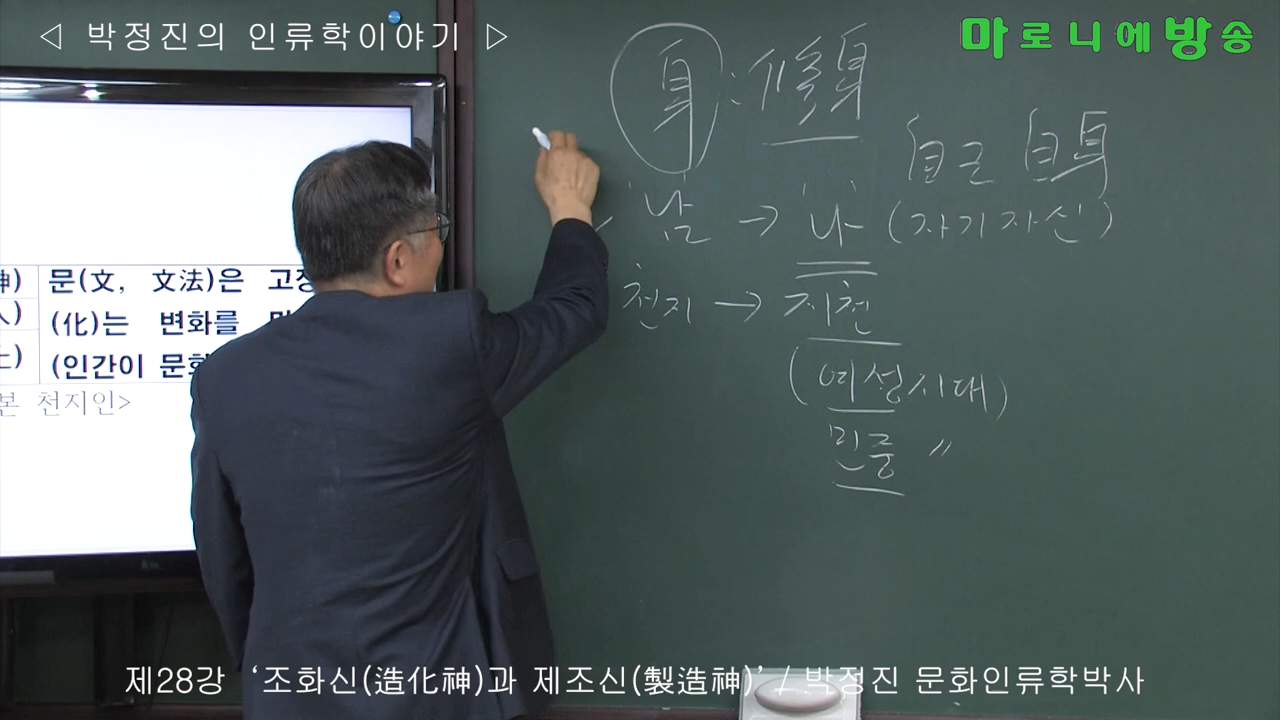 ◁ 박정진의 인류학이야기 ▷
마로니에방송
身 : 修身
自己 自身
'남' → '나' (자기자신)
천지 → 지천
(여성시대)
민중 〃
문(文, 文法)은 고정
(化)는 변화를
(인간이 문화
본 천지인>
제28강 ‘조화신(造化神)과 제조신(製造神)’ / 박정진 문화인류학박사